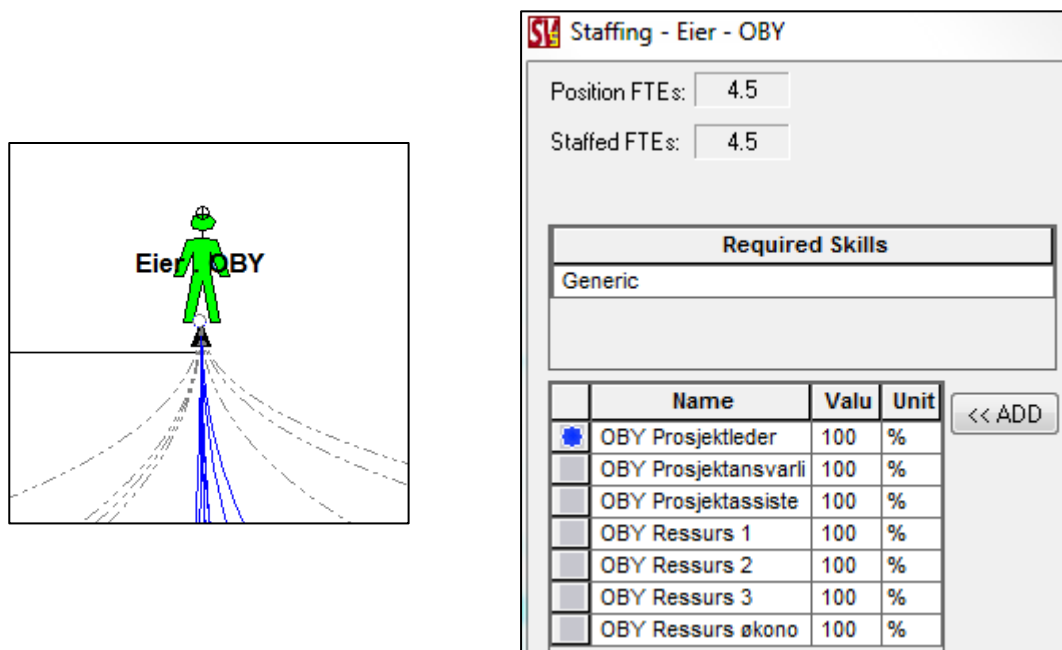 Eier - OBY
Staffing - Eier - OBY
Position FTEs: 4.5
Staffed FTEs: 4.5
Required Skills
Generic
Name Valu Unit
<< ADD
OBY Prosjektleder 100 %
OBY Prosjektansvarli 100 %
OBY Prosjektassiste 100 %
OBY Ressurs 1 100 %
OBY Ressurs 2 100 %
OBY Ressurs 3 100 %
OBY Ressurs økono 100 %